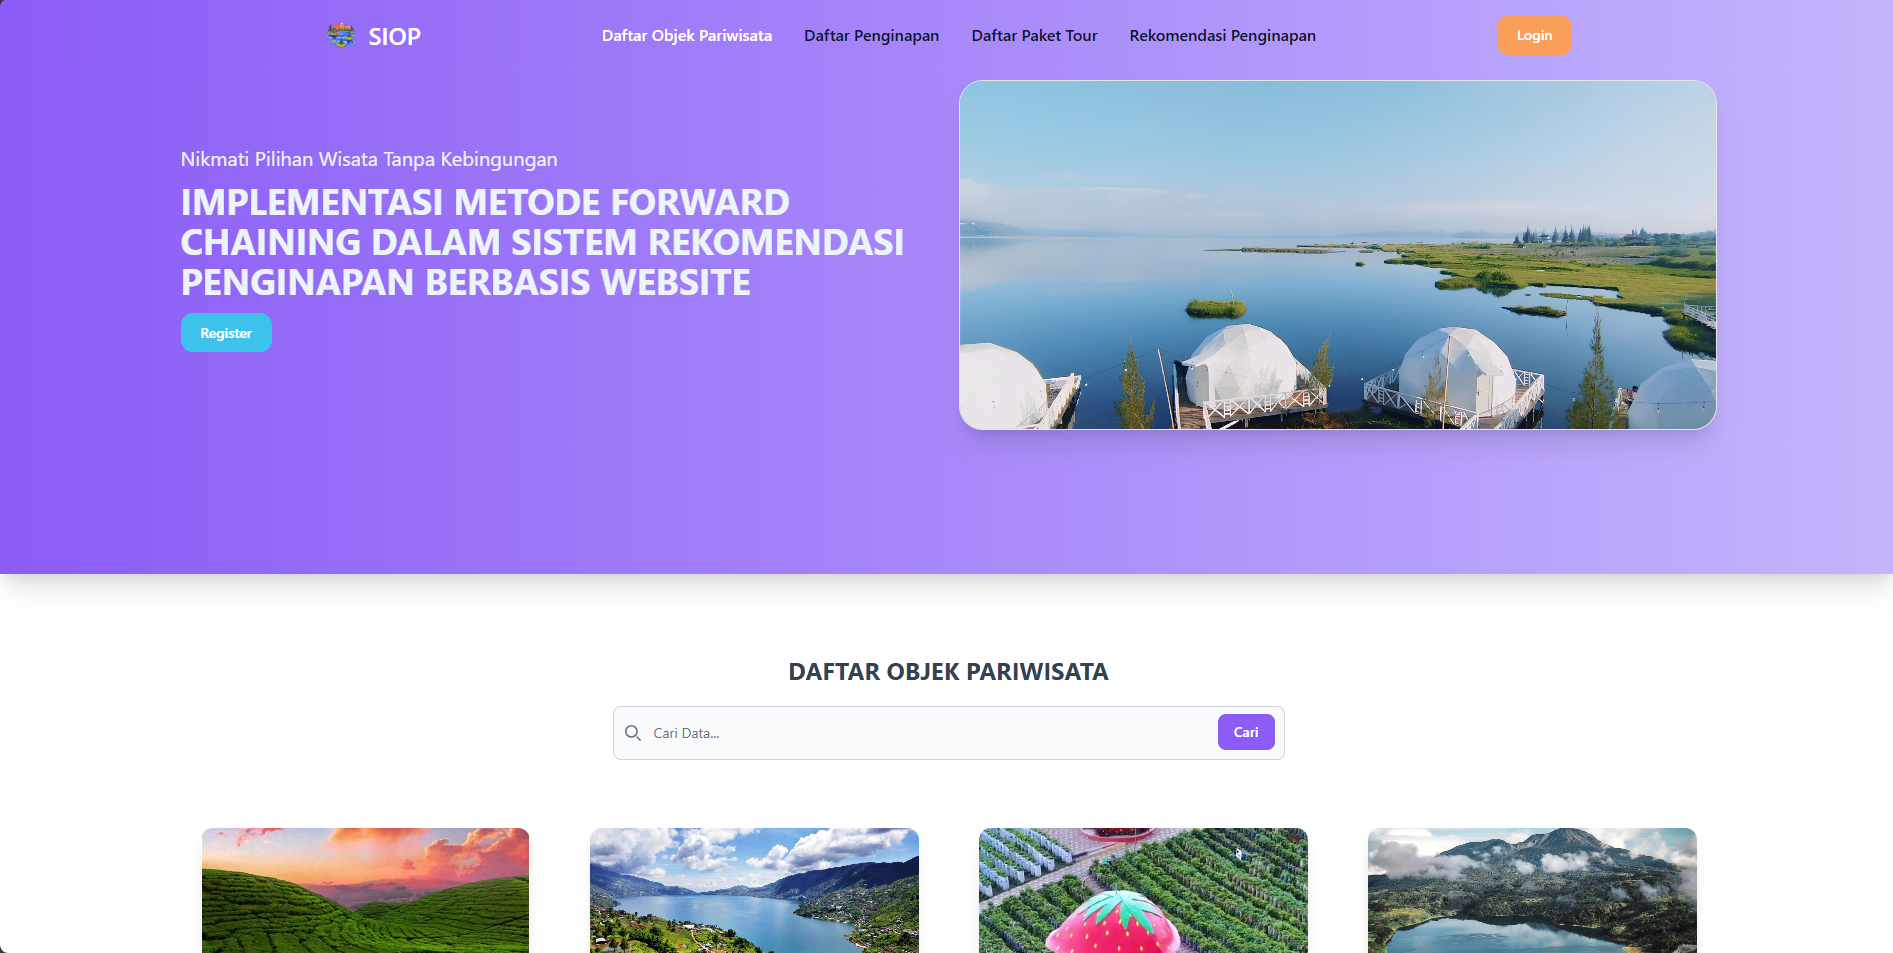 SIOP
Daftar Objek Pariwisata
Daftar Penginapan
Daftar Paket Tour
Rekomendasi Penginapan
Login
Nikmati Pilihan Wisata Tanpa Kebingungan
IMPLEMENTASI METODE FORWARD
CHAINING DALAM SISTEM REKOMENDASI
PENGINAPAN BERBASIS WEBSITE
Register
DAFTAR OBJEK PARIWISATA
Cari Data...
Cari